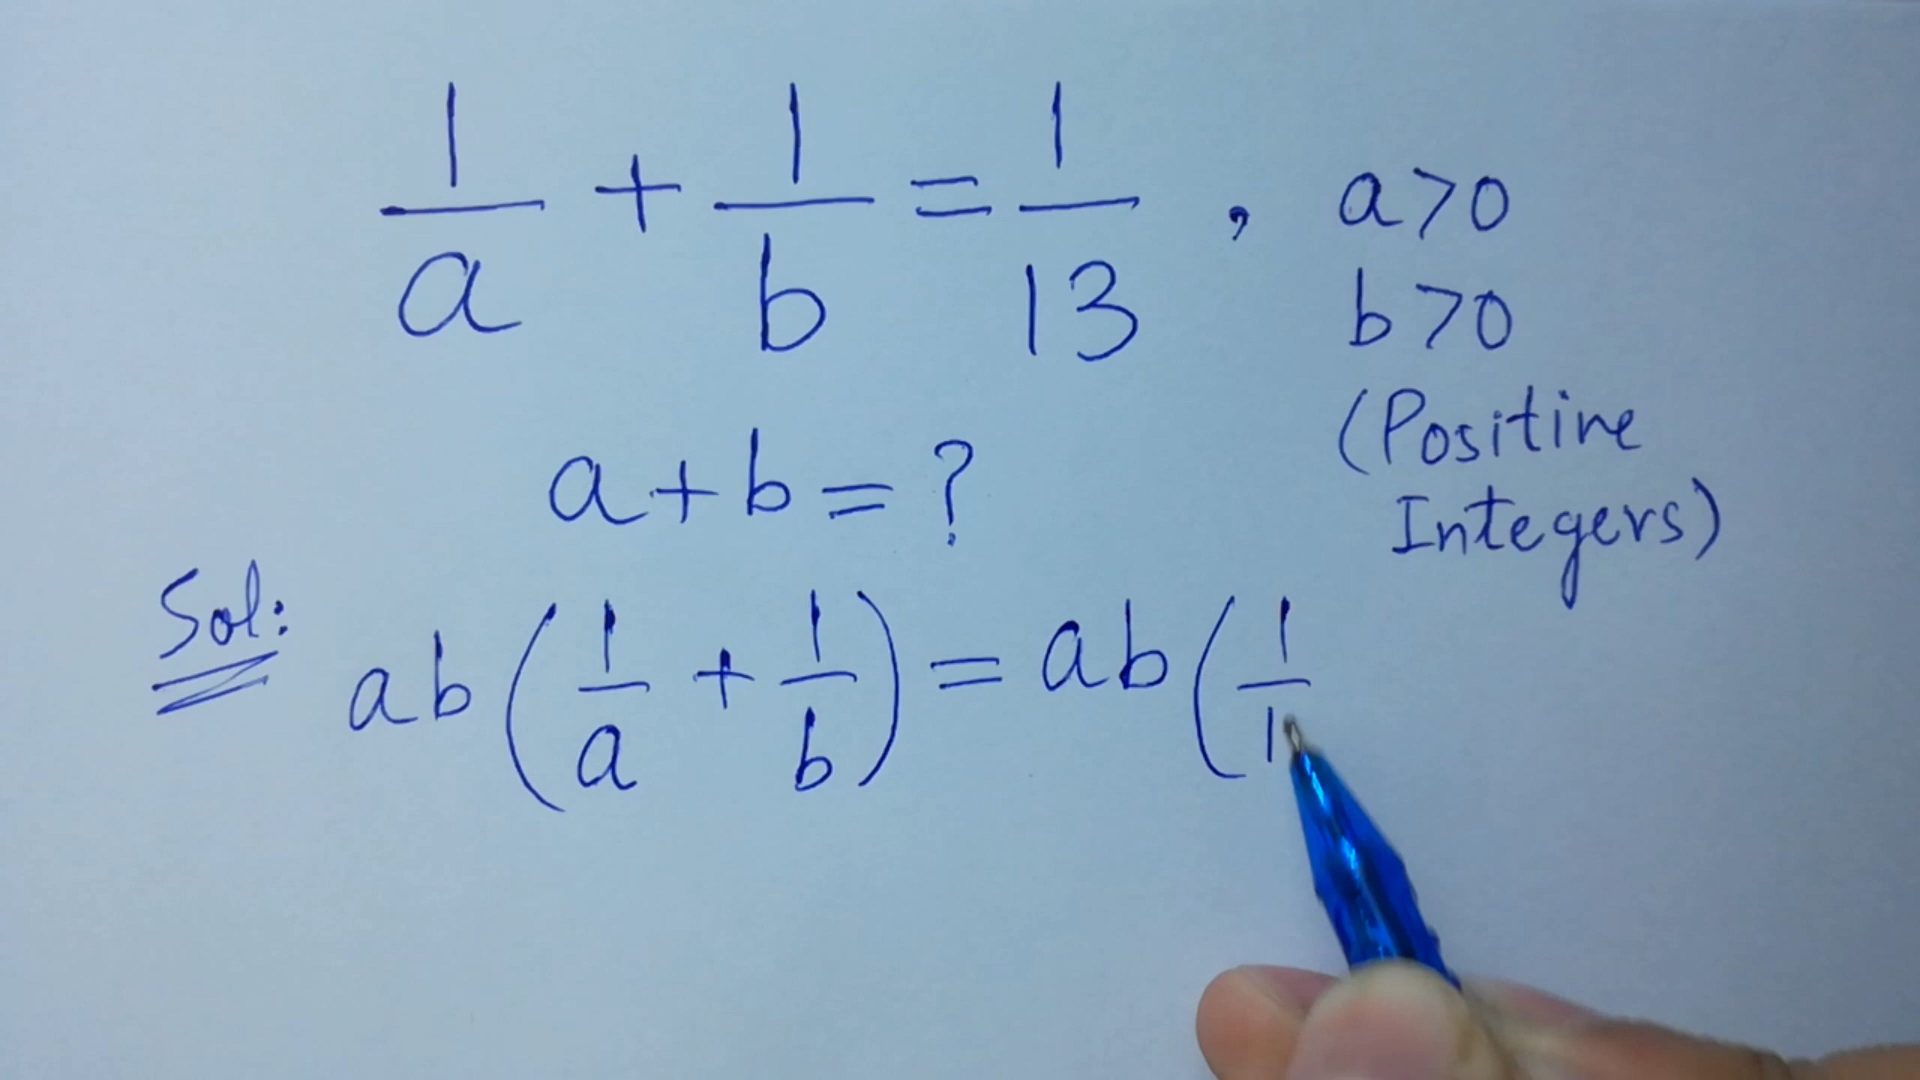 1/a + 1/b = 1/13 , a>0
b>0
(Positive
Integers)
a+b=?
Sol: ab(1/a + 1/b) = ab(1/1